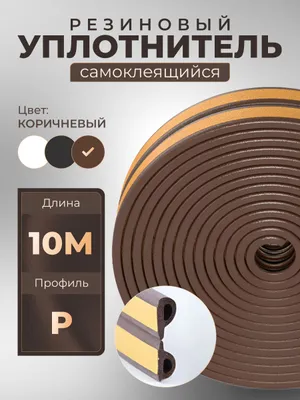 РЕЗИНОВЫЙ
УПЛОТНИТЕЛЬ
самоклеящийся
Цвет:
КОРИЧНЕВЫЙ
Длина
10М
Профиль
Р